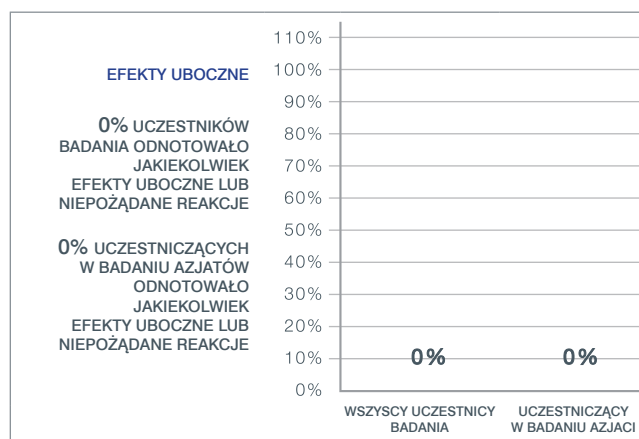 EFEKTY UBOCZNE
0% UCZESTNIKÓW
BADANIA ODNOTOWAŁO
JAKIEKOLWIEK
EFEKTY UBOCZNE LUB
NIEPOŻĄDANE REAKCJE
0% UCZESTNICZĄCYCH
W BADANIU AZJATÓW
ODNOTOWAŁO
JAKIEKOLWIEK
EFEKTY UBOCZNE LUB
NIEPOŻĄDANE REAKCJE
110%
100%
90%
80%
70%
60%
50%
40%
30%
20%
10%
0%
0%
0%
WSZYSCY UCZESTNICY
BADANIA
UCZESTNICZĄCY
W BADANIU AZJACI